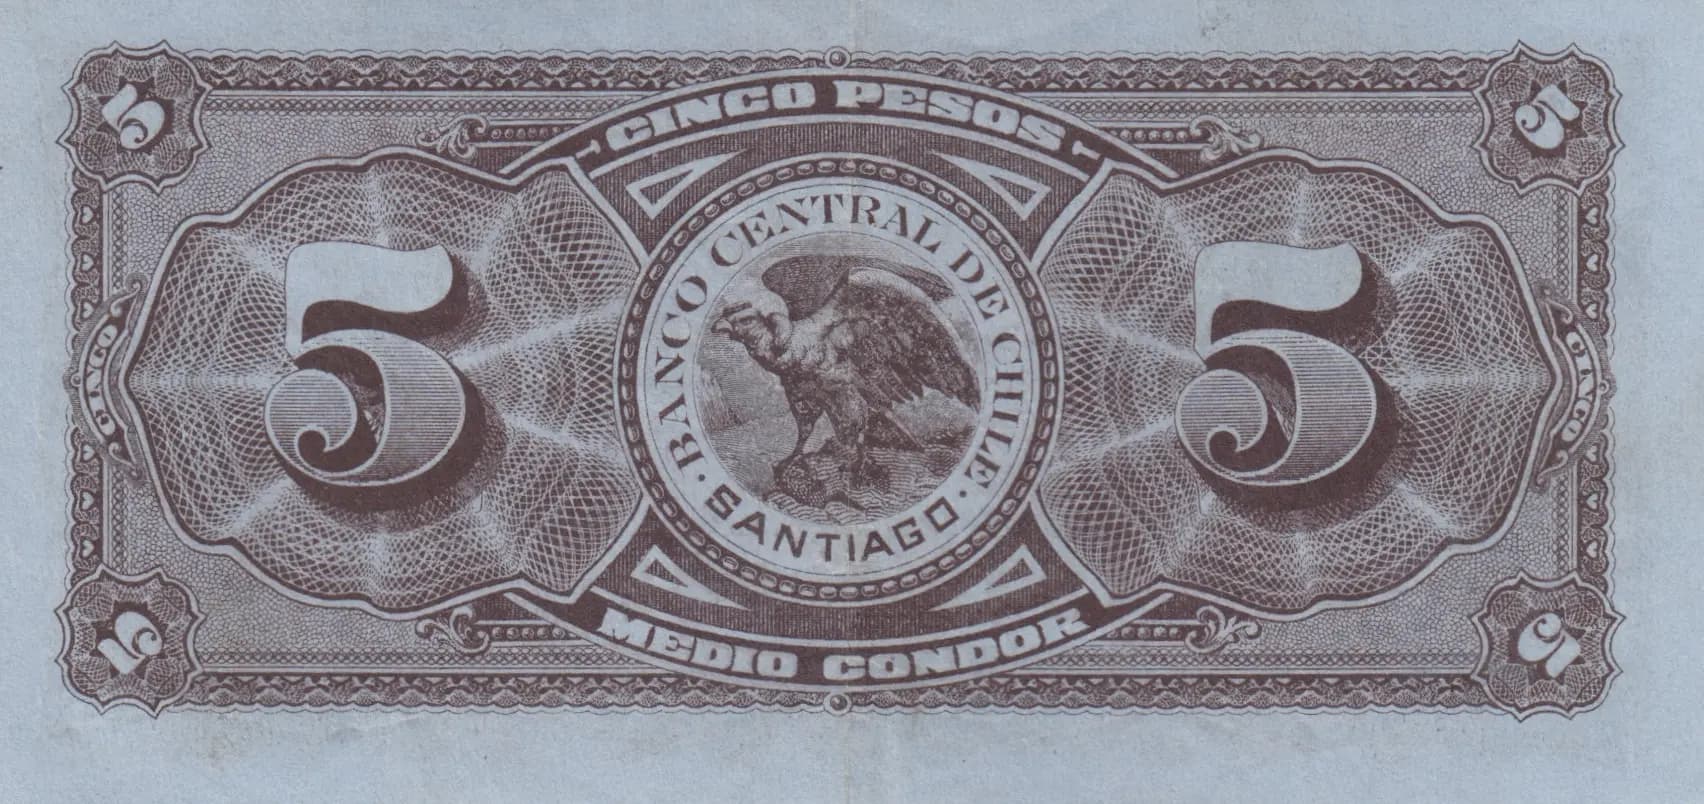 5
5
CINCO PESOS
BANCO CENTRAL DE CHILE
5
5
CINCO
CINCO
· SANTIAGO ·
MEDIO CONDOR
5
5